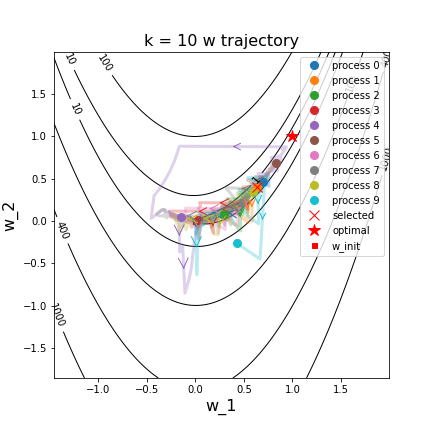 k = 10 w trajectory
10
100
10
400
1000
process 0
process 1
process 2
process 3
process 4
process 5
process 6
process 7
process 8
process 9
selected
optimal
w_init
w_2
1.5
1.0
0.5
0.0
−0.5
−1.0
−1.5
−1.0
−0.5
0.0
0.5
1.0
1.5
w_1